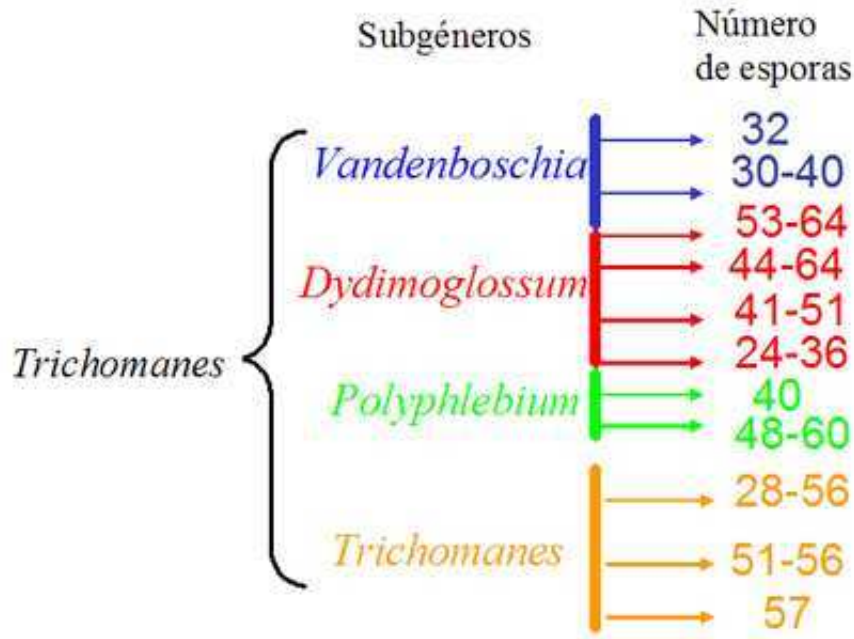 Subgéneros
Número
de esporas
Trichomanes
Vandenboschia
32
30-40
Dydimoglossum
53-64
44-64
41-51
24-36
Polyphlebium
40
48-60
Trichomanes
28-56
51-56
57